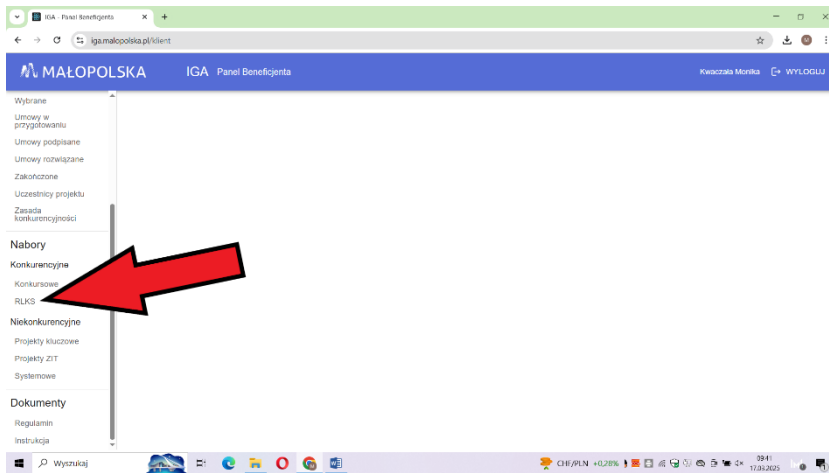 IGA - Panel Beneficjenta
iga.malopolska.pl/klient
MAŁOPOLSKA IGA Panel Beneficjenta Kwaczała Monika WYLOGUJ
Wybrane
Umowy w
przygotowaniu
Umowy podpisane
Umowy rozwiązane
Zakończone
Uczestnicy projektu
Zasada
konkurencyjności
Nabory
Konkurencyjne
Konkursowe
RLKS
Niekonkurencyjne
Projekty kluczowe
Projekty ZIT
Systemowe
Dokumenty
Regulamin
Instrukcja
Wyszukaj CHF/PLN +0,28% 09:41
17.03.2025